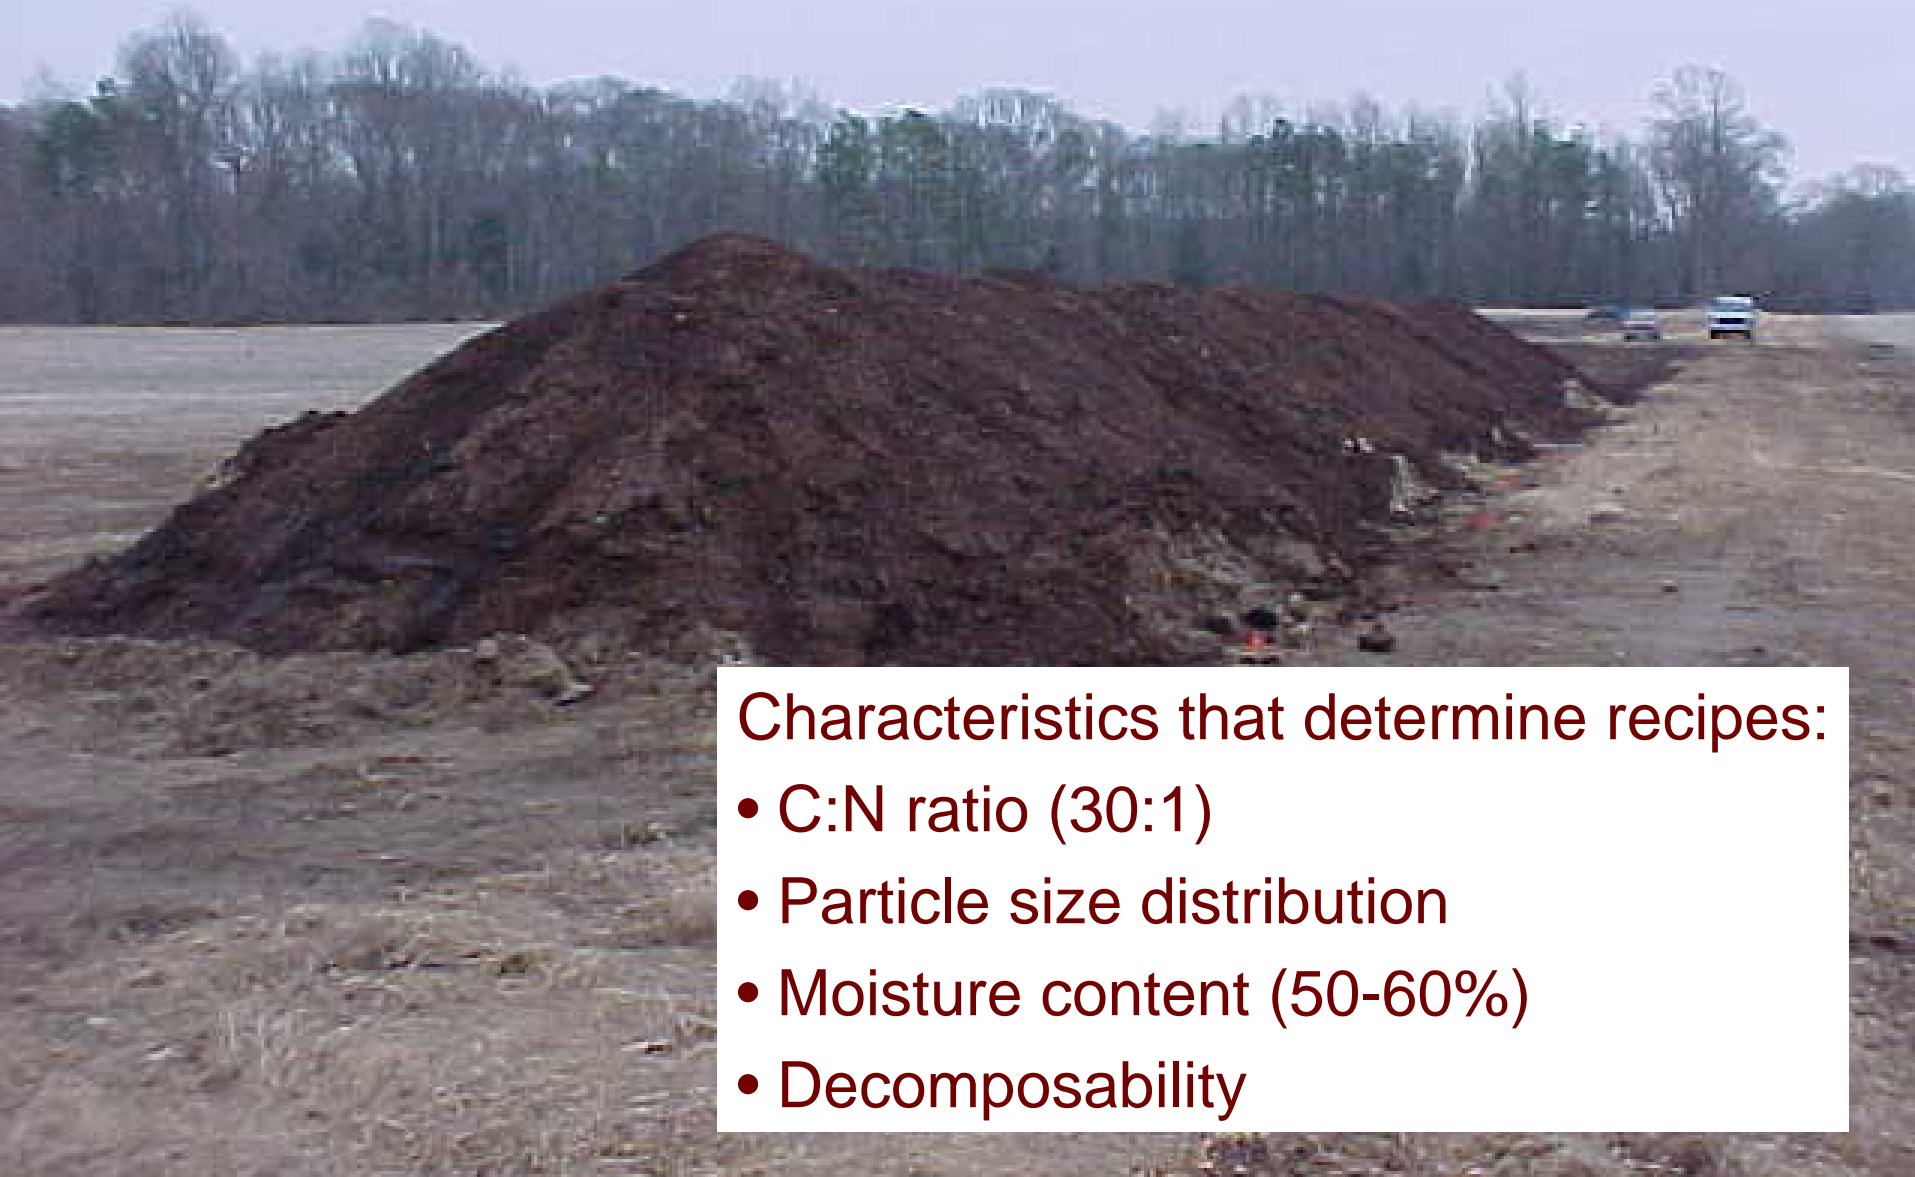 Characteristics that determine recipes:
• C:N ratio (30:1)
• Particle size distribution
• Moisture content (50-60%)
• Decomposability